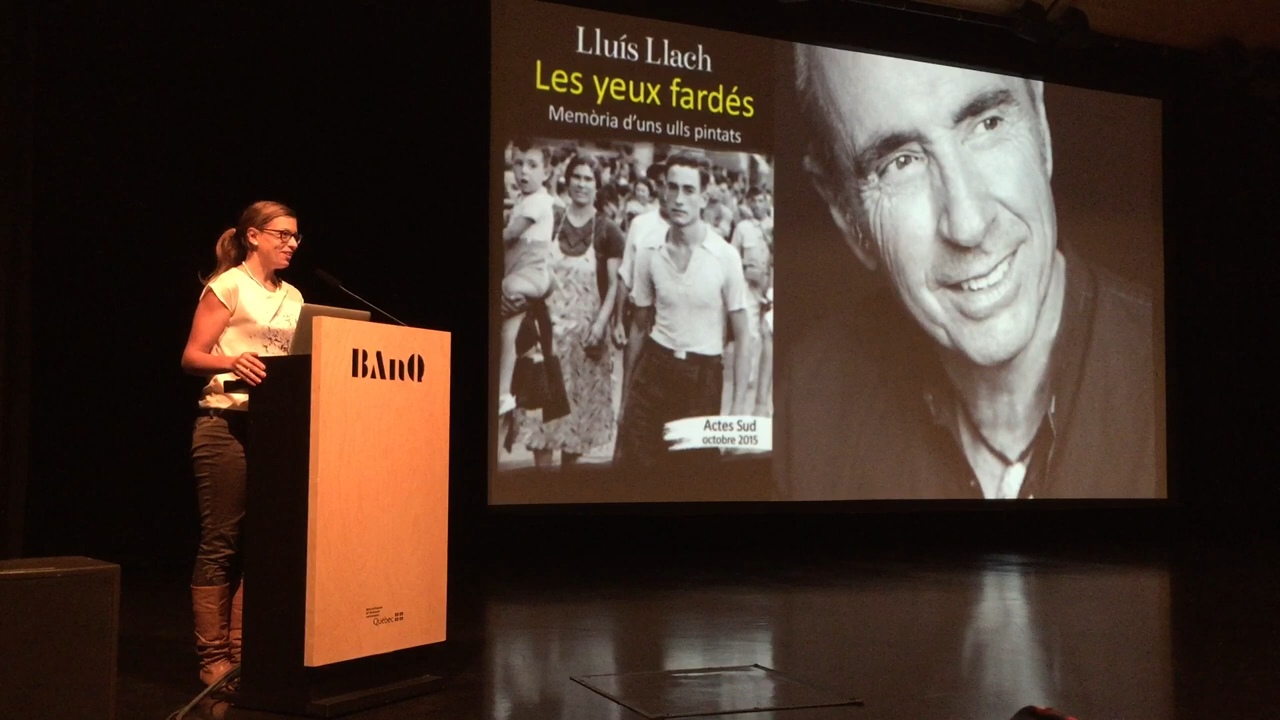 Lluís Llach
Les yeux fardés
Memòria d'uns ulls pintats
Actes Sud
octobre 2015
BAnQ
Québec